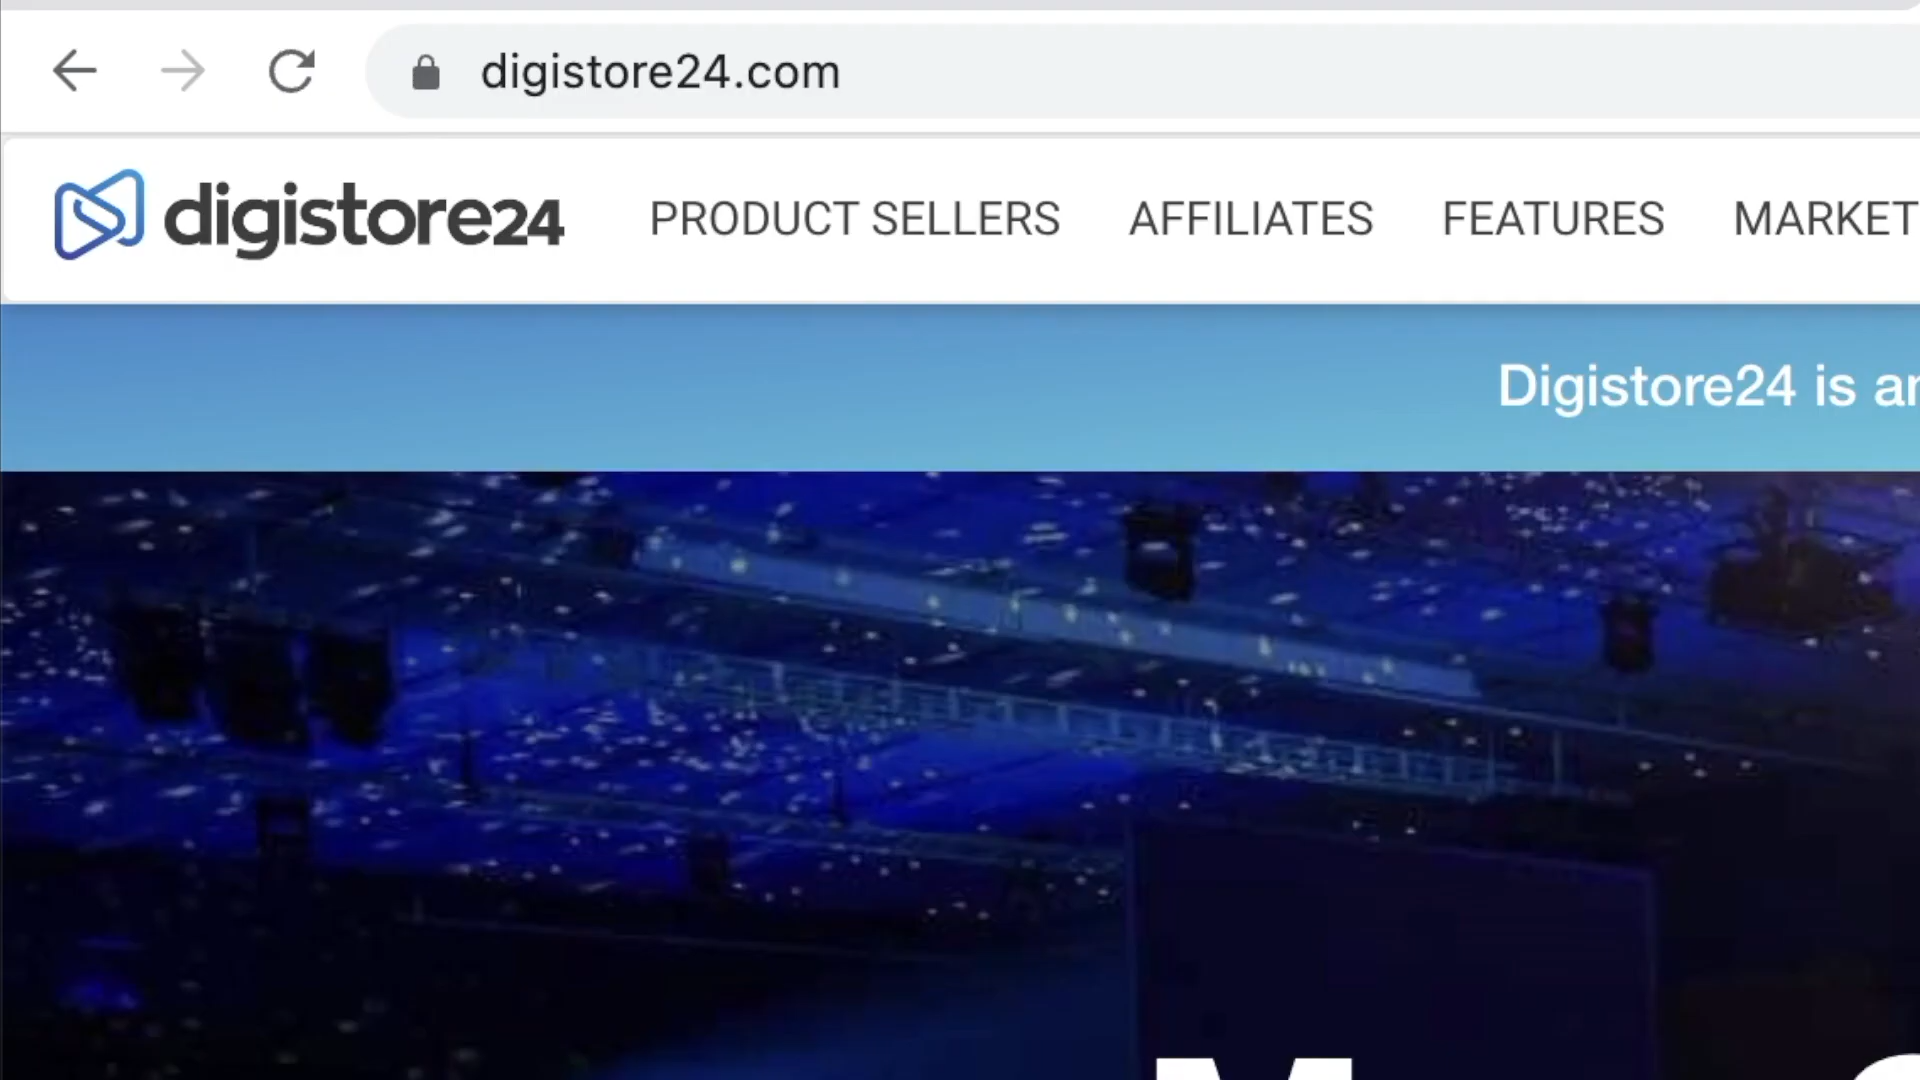 digistore24.com
digistore24 PRODUCT SELLERS AFFILIATES FEATURES MARKET
Digistore24 is